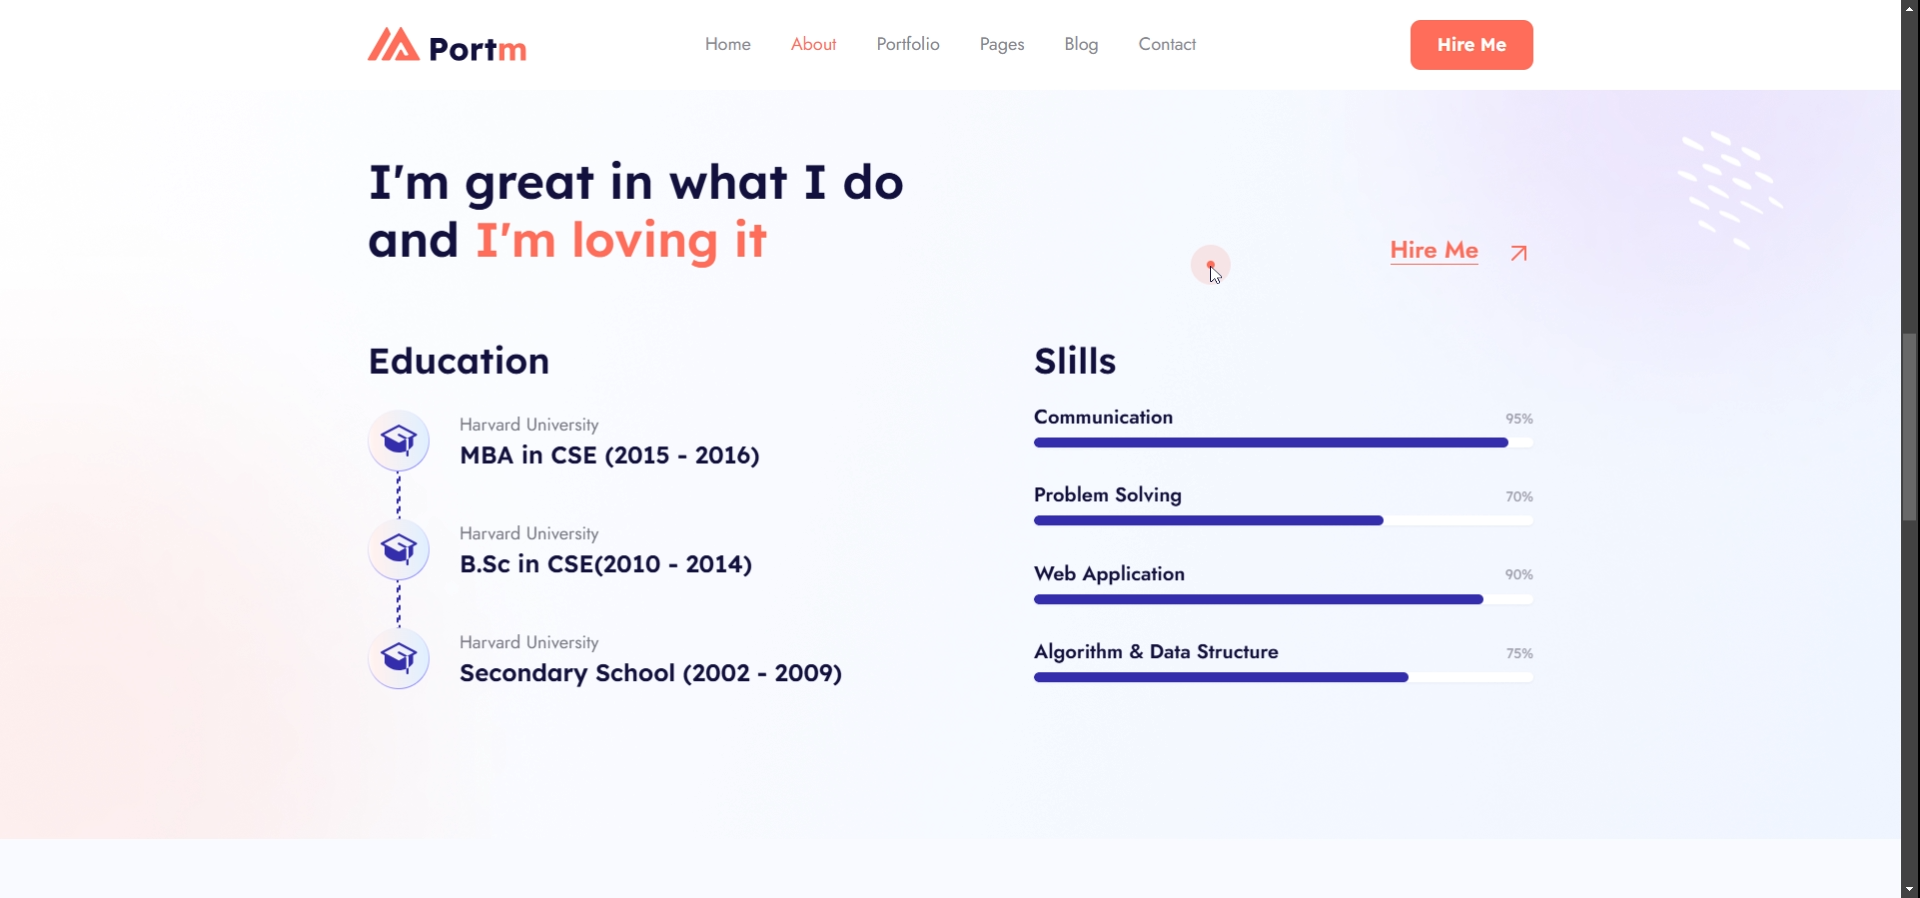 Portm
Home About Portfolio Pages Blog Contact
Hire Me
I'm great in what I do
and I'm loving it
Hire Me
Education
Harvard University
MBA in CSE (2015 - 2016)
Harvard University
B.Sc in CSE(2010 - 2014)
Harvard University
Secondary School (2002 - 2009)
Slills
Communication 95%
Problem Solving 70%
Web Application 90%
Algorithm & Data Structure 75%